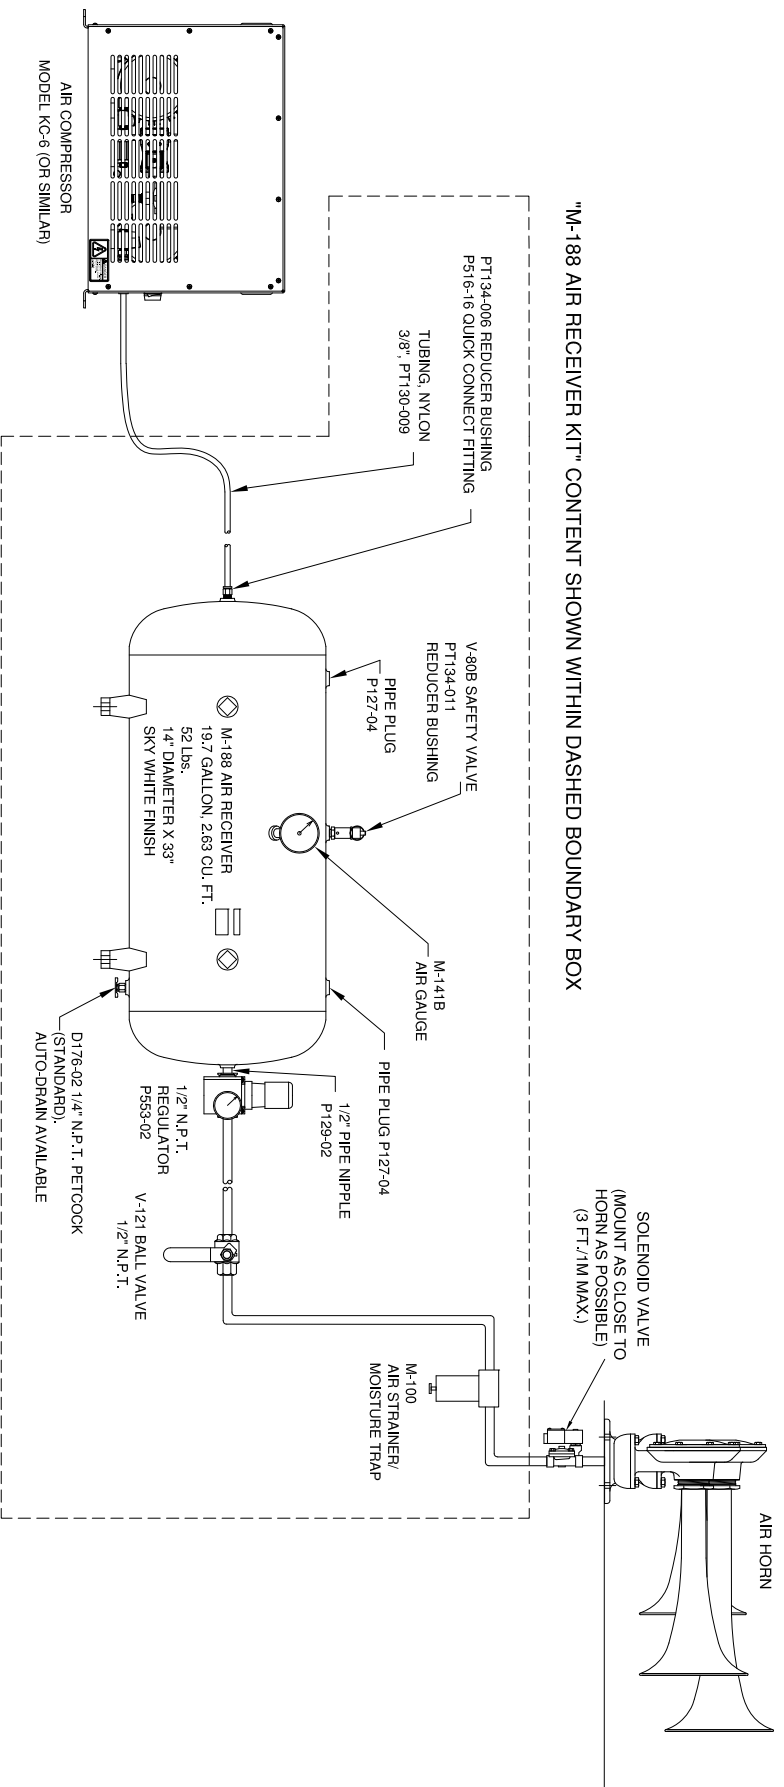 "M-188 AIR RECEIVER KIT" CONTENT SHOWN WITHIN DASHED BOUNDARY BOX
AIR COMPRESSOR
MODEL KC-6 (OR SIMILAR)
PT134-006 REDUCER BUSHING
P516-16 QUICK CONNECT FITTING
TUBING, NYLON
3/8", PT130-009
V-80B SAFETY VALVE
PT134-011
REDUCER BUSHING
PIPE PLUG
P127-04
M-188 AIR RECEIVER
19.7 GALLON, 2.63 CU. FT.
52 Lbs.
14" DIAMETER X 33"
SKY WHITE FINISH
M-141B
AIR GAUGE
PIPE PLUG P127-04
1/2" PIPE NIPPLE
P129-02
1/2" N.P.T.
REGULATOR
P553-02
D176-02 1/4" N.P.T. PETCOCK
(STANDARD).
AUTO-DRAIN AVAILABLE
V-121 BALL VALVE
1/2" N.P.T.
SOLENOID VALVE
(MOUNT AS CLOSE TO
HORN AS POSSIBLE)
(3 FT./1M MAX.)
M-100
AIR STRAINER/
MOISTURE TRAP
AIR HORN